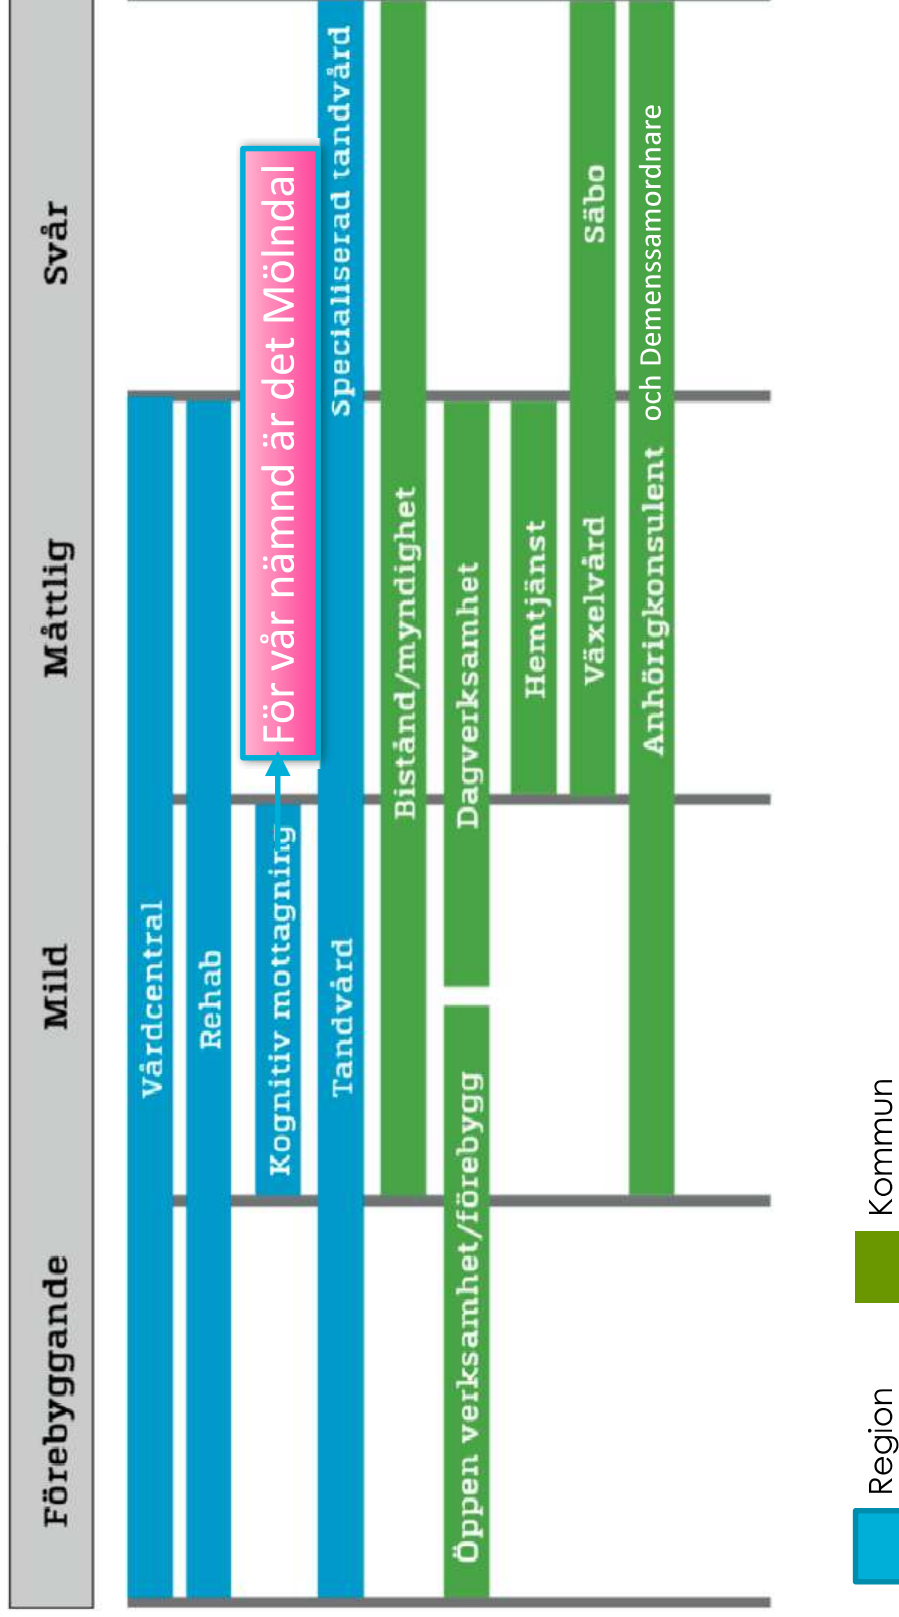 Förebyggande
Mild
Måttlig
Svår
Vårdcentral
Rehab
Kognitiv mottagning
För vår nämnd är det Mölndal
Tandvård
Specialiserad tandvård
Bistånd/myndighet
Öppen verksamhet/förebygg
Dagverksamhet
Hemtjänst
Växelvård
Säbo
Anhörigkonsulent och Demenssamordnare
Region
Kommun